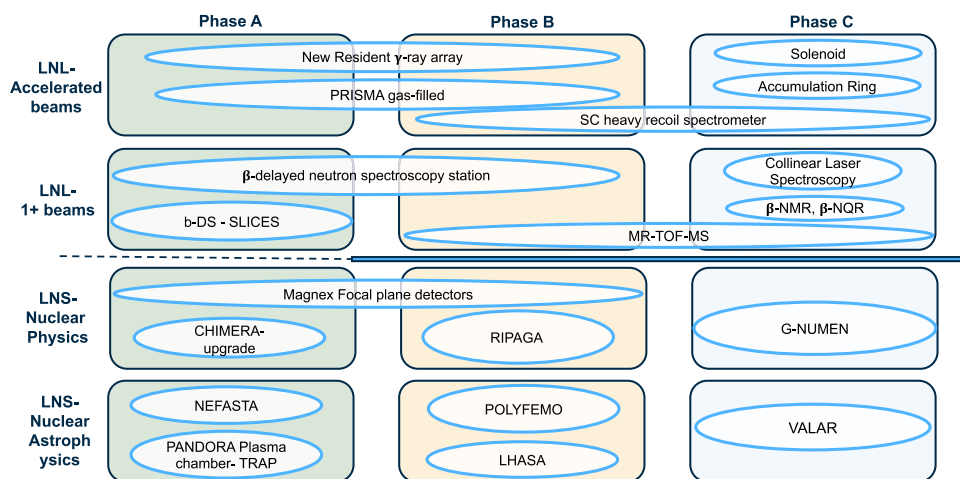 Phase A
Phase B
Phase C
LNL-
Accelerated
beams
New Resident γ-ray array
PRISMA gas-filled
SC heavy recoil spectrometer
Solenoid
Accumulation Ring
LNL-
1+ beams
β-delayed neutron spectroscopy station
b-DS - SLICES
Collinear Laser
Spectroscopy
β-NMR, β-NQR
MR-TOF-MS
LNS-
Nuclear
Physics
Magnex Focal plane detectors
CHIMERA-
upgrade
RIPAGA
G-NUMEN
LNS-
Nuclear
Astroph
ysics
NEFASTA
PANDORA Plasma
chamber- TRAP
POLYFEMO
LHASA
VALAR